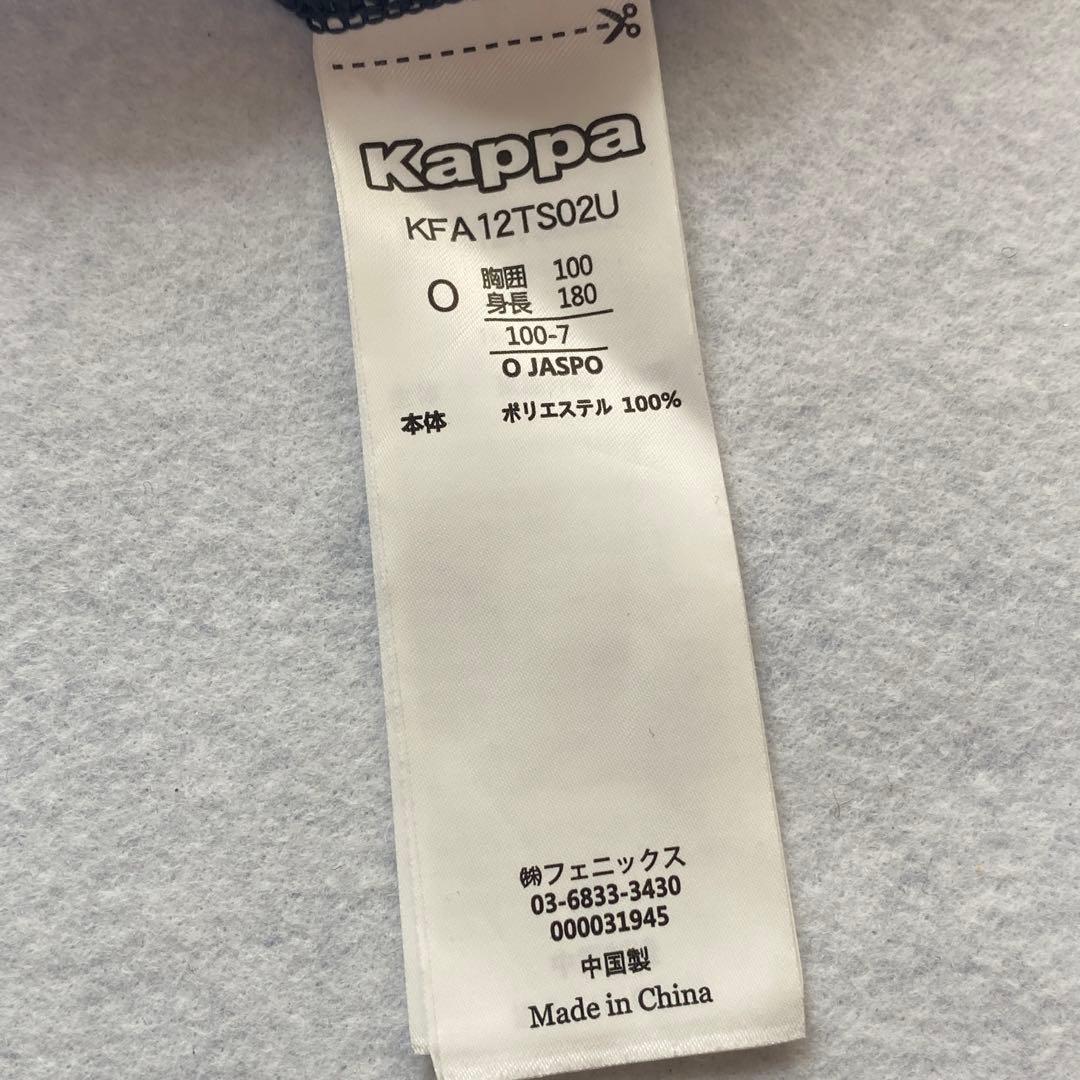 Kappa
KFA12TS02U
O
胸囲 100
身長 180
100-7
O JASPO
本体 ポリエステル 100%
㈱フェニックス
03-6833-3430
000031945
中国製
Made in China